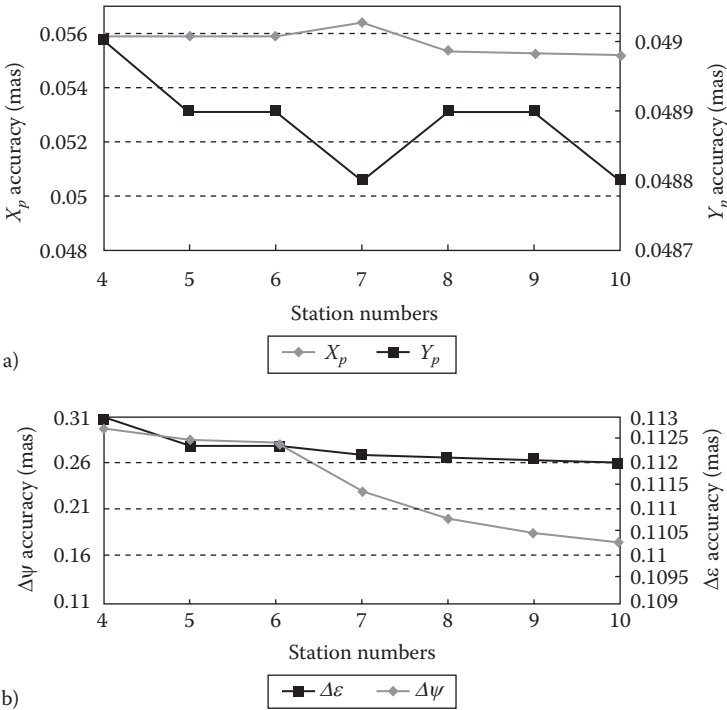 0.056
0.054
0.052
0.05
0.048
Xp accuracy (mas)
0.049
0.0489
0.0488
0.0487
Yp accuracy (mas)
4 5 6 7 8 9 10
Station numbers
Xp Yp
a)
0.31
0.26
0.21
0.16
0.11
Δψ accuracy (mas)
0.113
0.1125
0.112
0.1115
0.111
0.1105
0.11
0.1095
0.109
Δε accuracy (mas)
4 5 6 7 8 9 10
Station numbers
Δε Δψ
b)